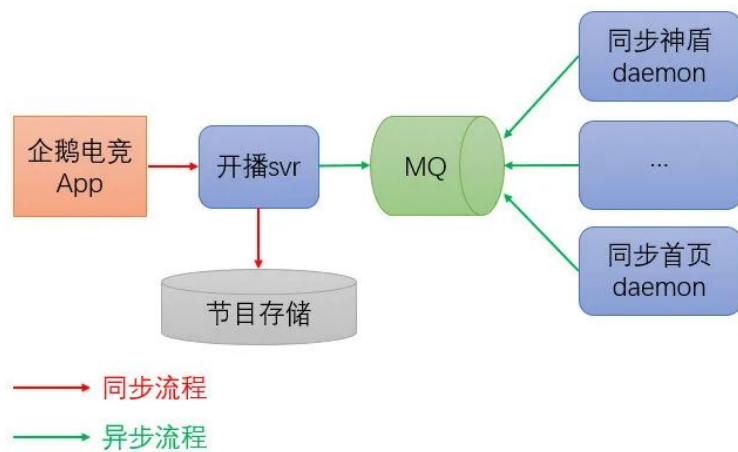 企鹅电竞
App
开播svr
MQ
同步神盾
daemon
...
同步首页
daemon
节目存储
同步流程
异步流程